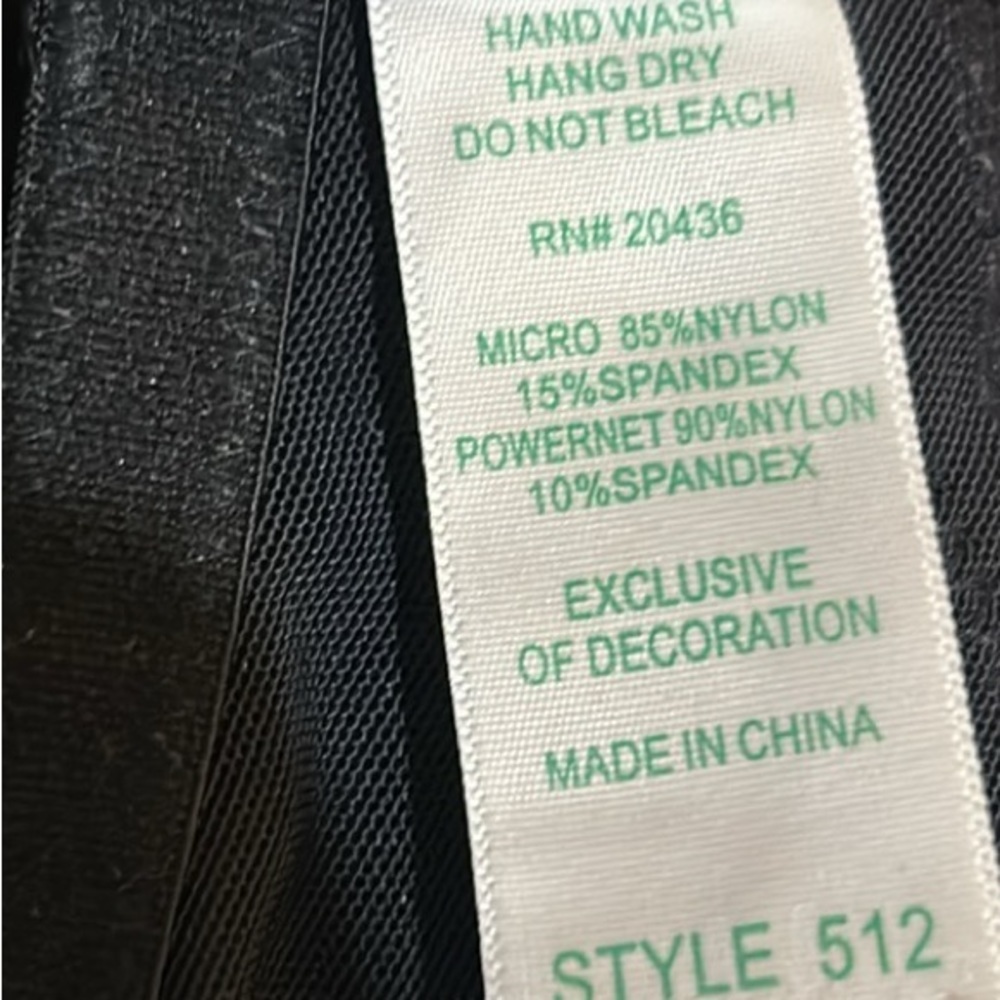 HAND WASH
HANG DRY
DO NOT BLEACH
RN# 20436
MICRO 85%NYLON
15%SPANDEX
POWERNET 90%NYLON
10%SPANDEX
EXCLUSIVE
OF DECORATION
MADE IN CHINA
STYLE 512